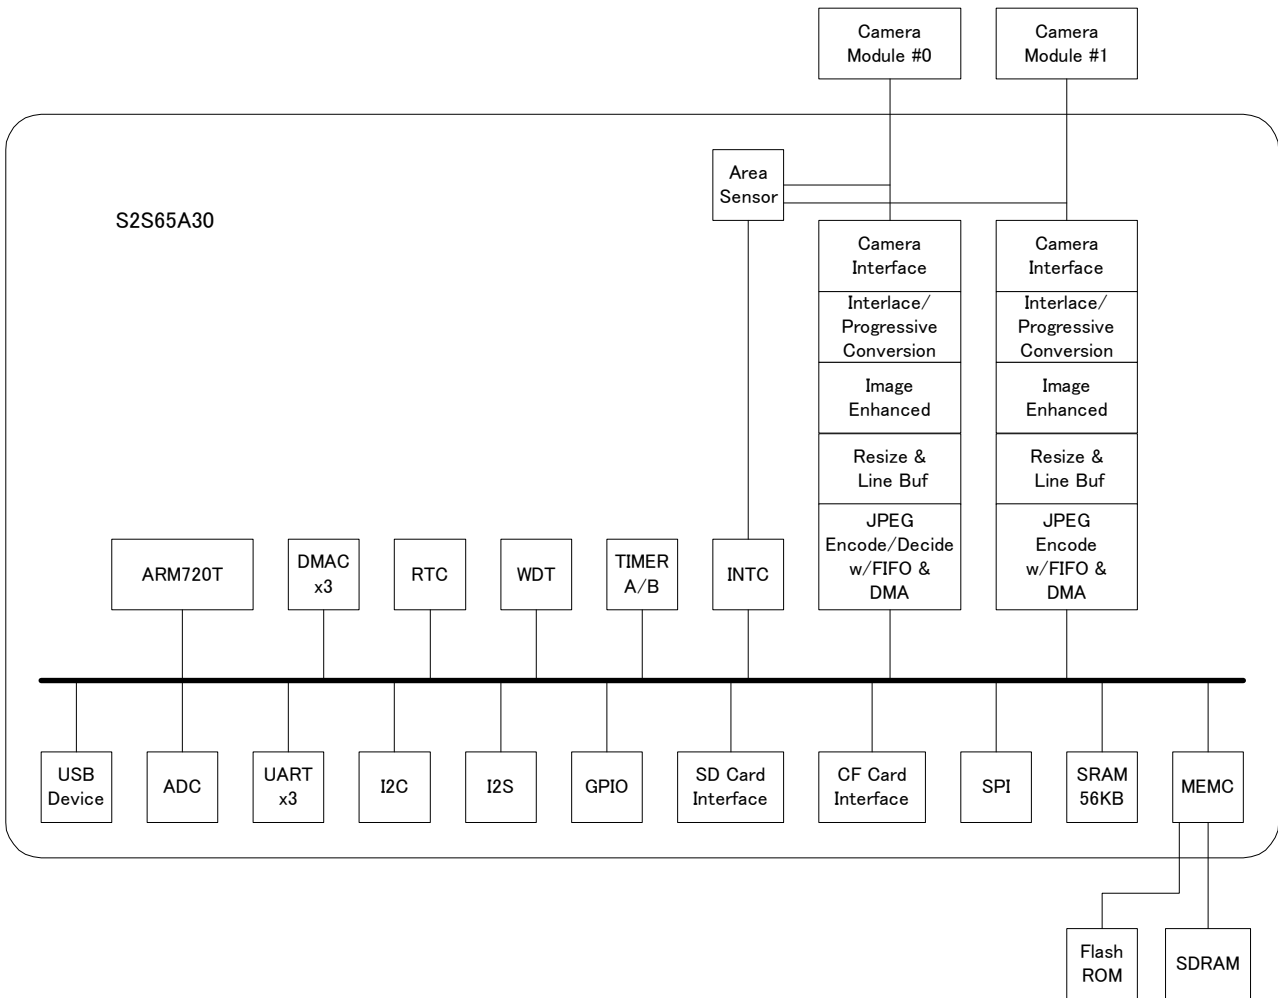 Camera
Module #0
Camera
Module #1
Area
Sensor
S2S65A30
Camera
Interface
Camera
Interface
Interlace/
Progressive
Conversion
Interlace/
Progressive
Conversion
Image
Enhanced
Image
Enhanced
Resize &
Line Buf
Resize &
Line Buf
ARM720T
DMAC
x3
RTC
WDT
TIMER
A/B
INTC
JPEG
Encode/Decide
w/FIFO &
DMA
JPEG
Encode
w/FIFO &
DMA
USB
Device
ADC
UART
x3
I2C
I2S
GPIO
SD Card
Interface
CF Card
Interface
SPI
SRAM
56KB
MEMC
Flash
ROM
SDRAM